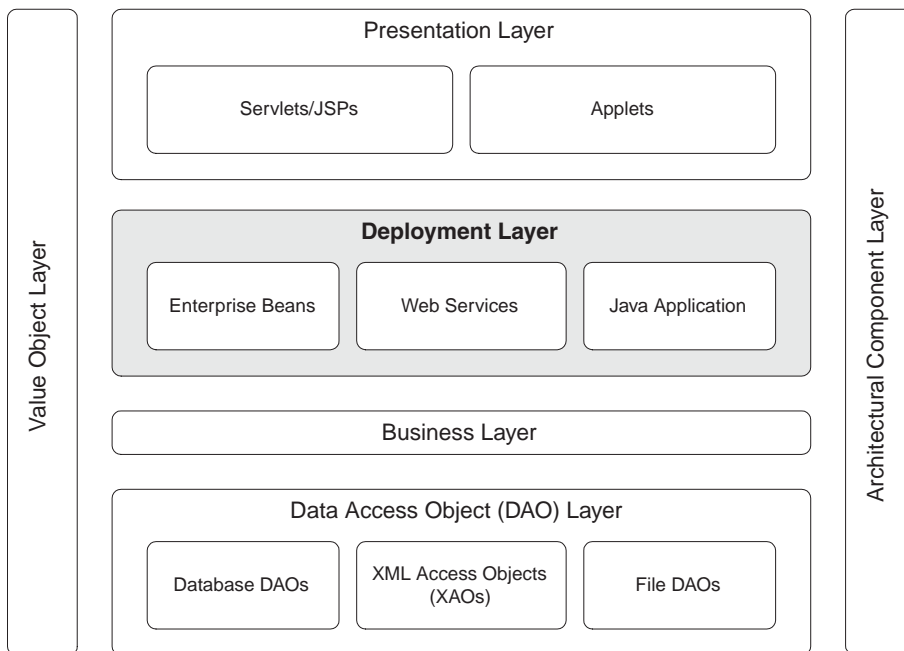 Value Object Layer
Presentation Layer
Servlets/JSPs
Applets
Deployment Layer
Enterprise Beans
Web Services
Java Application
Business Layer
Data Access Object (DAO) Layer
Database DAOs
XML Access Objects
(XAOs)
File DAOs
Architectural Component Layer